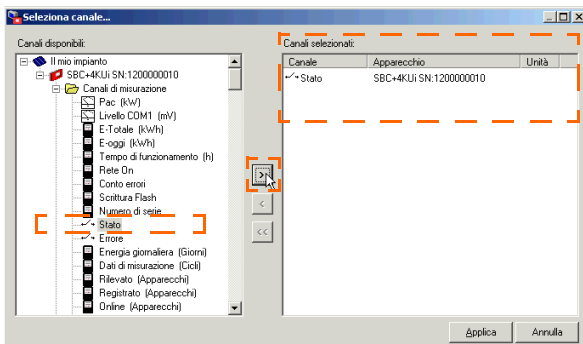 Seleziona canale...
Canali disponibili:
Il mio impianto
SBC+4KUi SN:1200000010
Canali di misurazione
Pac (kW)
Livello COM1 (mV)
E-Totale (kWh)
E-oggi (kWh)
Tempo di funzionamento (h)
Rete On
Conto errori
Scrittura Flash
Numero di serie
Stato
Errore
Energia giornaliera (Giorni)
Dati di misurazione (Cicli)
Rilevato (Apparecchi)
Registrato (Apparecchi)
Online (Apparecchi)
>
<
<<
Canali selezionati:
Canale Apparecchio Unità
Stato SBC+4KUi SN:1200000010
Applica Annulla